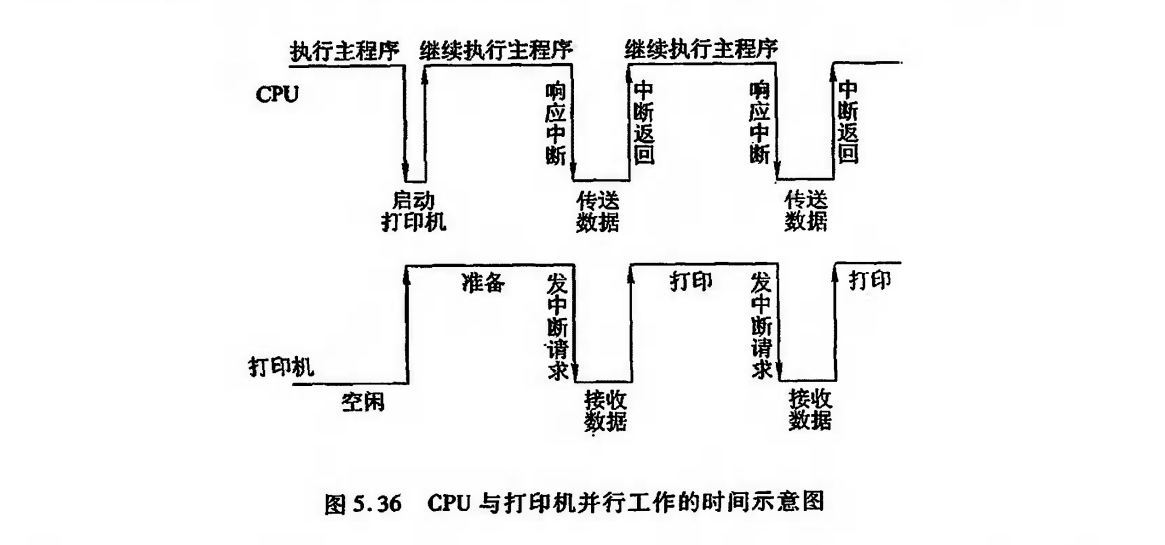 执行主程序 继续执行主程序 继续执行主程序
CPU
响应中断
中断返回
响应中断
中断返回
启动
打印机
传送
数据
传送
数据
准备
发中断请求
打印
发中断请求
打印
打印机
空闲
接收
数据
接收
数据
图5.36 CPU与打印机并行工作的时间示意图